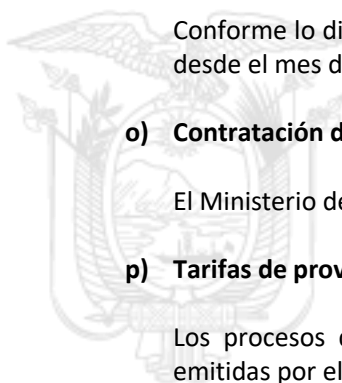 Conforme lo di
desde el mes d
o) Contratación d
El Ministerio de
p) Tarifas de prov
Los procesos
emitidas por el